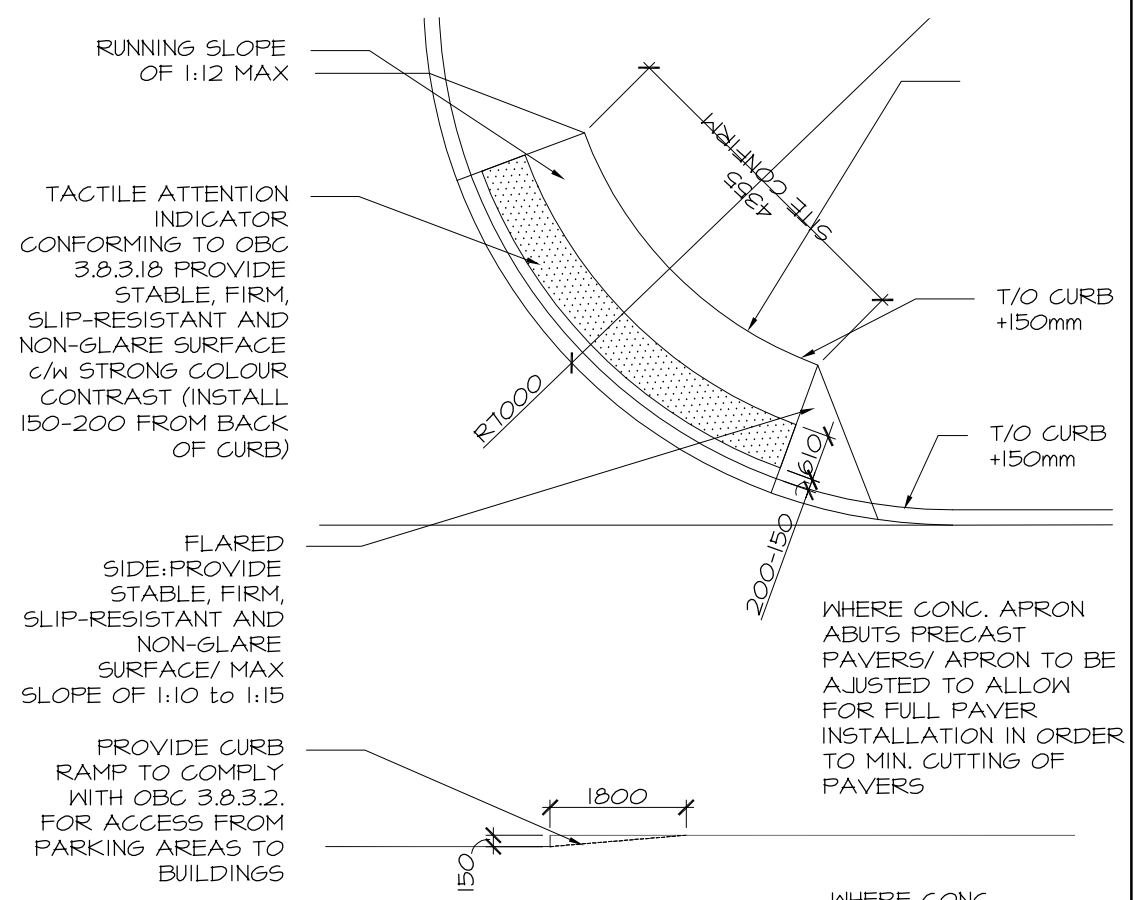 RUNNING SLOPE
OF 1:12 MAX
TACTILE ATTENTION
INDICATOR
CONFORMING TO OBC
3.8.3.18 PROVIDE
STABLE, FIRM,
SLIP-RESISTANT AND
NON-GLARE SURFACE
c/w STRONG COLOUR
CONTRAST (INSTALL
150-200 FROM BACK
OF CURB)
4355
SITE CONFIRM
T/O CURB
+150mm
R7000
610
T/O CURB
+150mm
200-150
FLARED
SIDE:PROVIDE
STABLE, FIRM,
SLIP-RESISTANT AND
NON-GLARE
SURFACE/ MAX
SLOPE OF 1:10 to 1:15
WHERE CONC. APRON
ABUTS PRECAST
PAVERS/ APRON TO BE
AJUSTED TO ALLOW
FOR FULL PAVER
INSTALLATION IN ORDER
TO MIN. CUTTING OF
PAVERS
PROVIDE CURB
RAMP TO COMPLY
WITH OBC 3.8.3.2.
FOR ACCESS FROM
PARKING AREAS TO
BUILDINGS
1800
150
WHERE CONC.